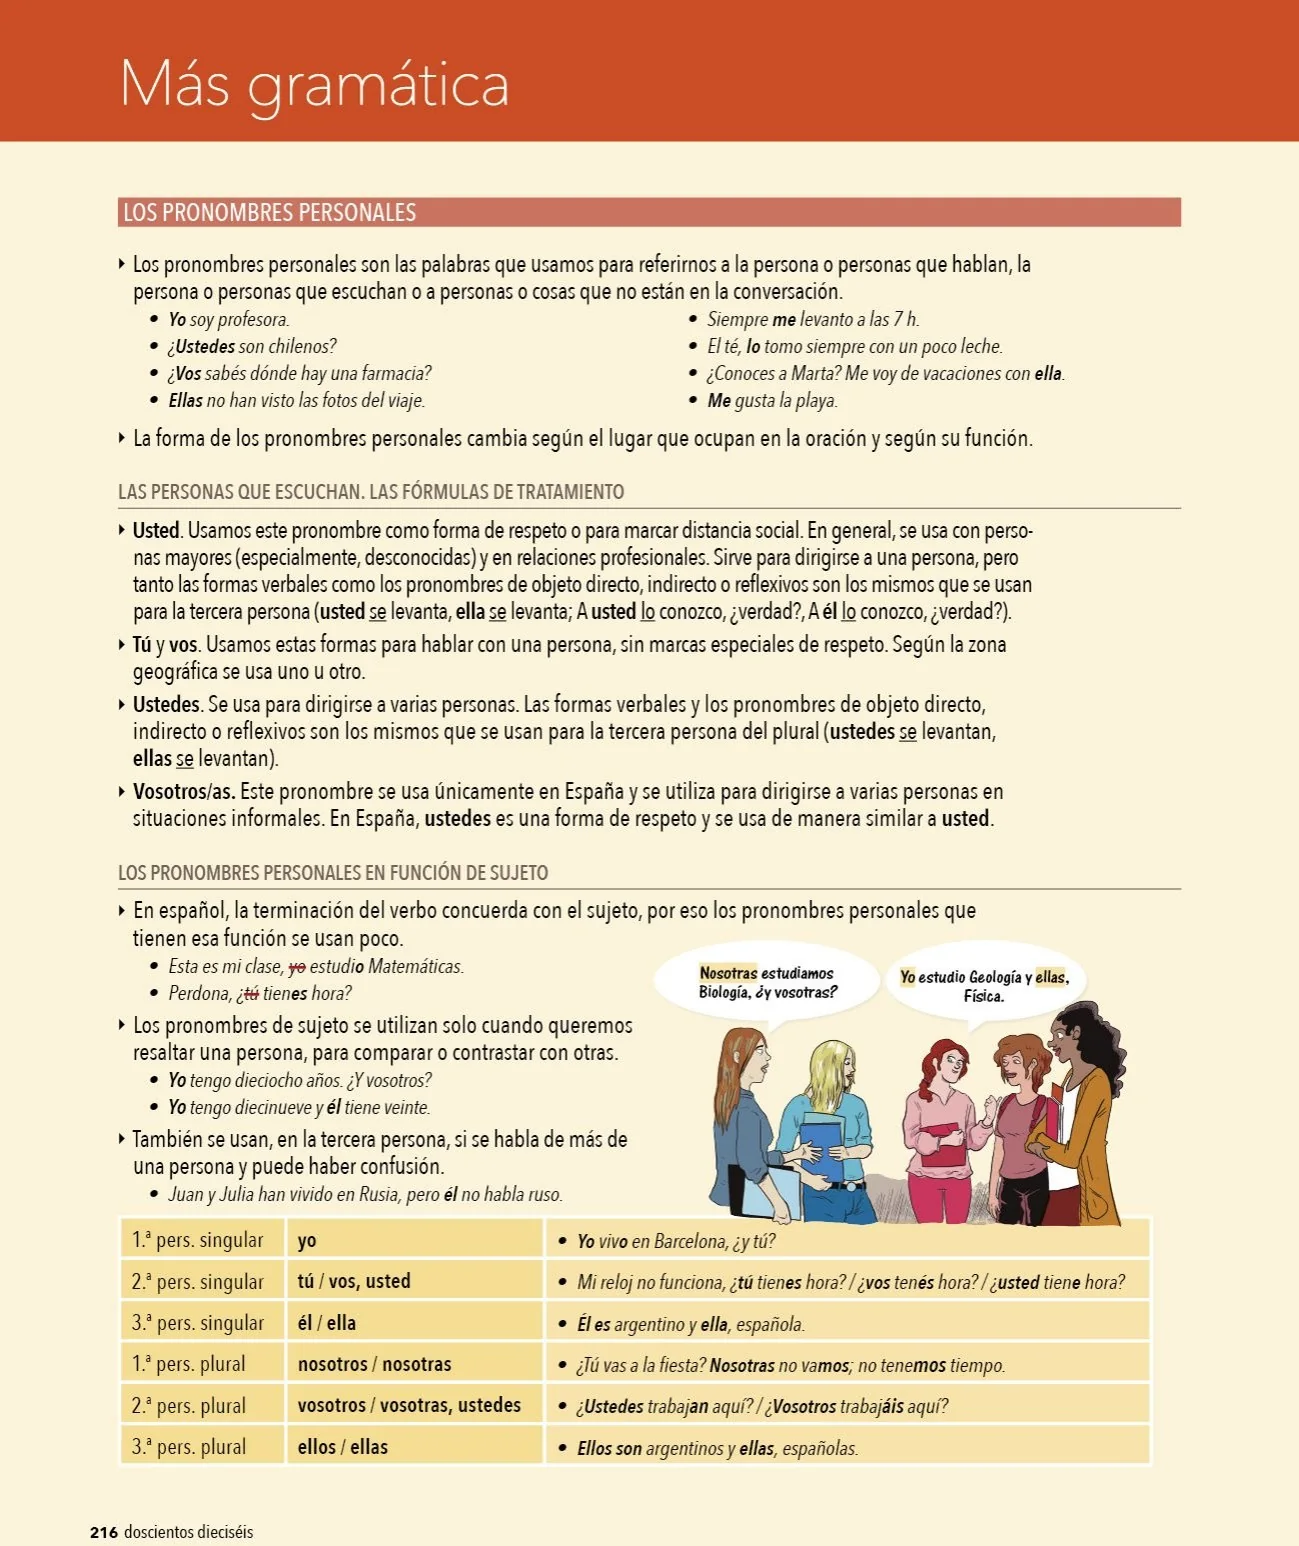 Más gramática
LOS PRONOMBRES PERSONALES
‣ Los pronombres personales son las palabras que usamos para referirnos a la persona o personas que hablan, la
persona o personas que escuchan o a personas o cosas que no están en la conversación.
• Yo soy profesora.
• ¿Ustedes son chilenos?
• ¿Vos sabés dónde hay una farmacia?
• Ellas no han visto las fotos del viaje.
• Siempre me levanto a las 7 h.
• El té, lo tomo siempre con un poco leche.
• ¿Conoces a Marta? Me voy de vacaciones con ella.
• Me gusta la playa.
‣ La forma de los pronombres personales cambia según el lugar que ocupan en la oración y según su función.
LAS PERSONAS QUE ESCUCHAN. LAS FÓRMULAS DE TRATAMIENTO
‣ Usted. Usamos este pronombre como forma de respeto o para marcar distancia social. En general, se usa con perso-
nas mayores (especialmente, desconocidas) y en relaciones profesionales. Sirve para dirigirse a una persona, pero
tanto las formas verbales como los pronombres de objeto directo, indirecto o reflexivos son los mismos que se usan
para la tercera persona (usted se levanta, ella se levanta; A usted lo conozco, ¿verdad?, A él lo conozco, ¿verdad?).
‣ Tú y vos. Usamos estas formas para hablar con una persona, sin marcas especiales de respeto. Según la zona
geográfica se usa uno u otro.
‣ Ustedes. Se usa para dirigirse a varias personas. Las formas verbales y los pronombres de objeto directo,
indirecto o reflexivos son los mismos que se usan para la tercera persona del plural (ustedes se levantan,
ellas se levantan).
‣ Vosotros/as. Este pronombre se usa únicamente en España y se utiliza para dirigirse a varias personas en
situaciones informales. En España, ustedes es una forma de respeto y se usa de manera similar a usted.
LOS PRONOMBRES PERSONALES EN FUNCIÓN DE SUJETO
‣ En español, la terminación del verbo concuerda con el sujeto, por eso los pronombres personales que
tienen esa función se usan poco.
• Esta es mi clase, yo estudio Matemáticas.
• Perdona, ¿tú tienes hora?
‣ Los pronombres de sujeto se utilizan solo cuando queremos
resaltar una persona, para comparar o contrastar con otras.
• Yo tengo dieciocho años. ¿Y vosotros?
• Yo tengo diecinueve y él tiene veinte.
‣ También se usan, en la tercera persona, si se habla de más de
una persona y puede haber confusión.
• Juan y Julia han vivido en Rusia, pero él no habla ruso.
Nosotras estudiamos
Biología, ¿y vosotras?
Yo estudio Geología y ellas,
Física.
1.ª pers. singular yo • Yo vivo en Barcelona, ¿y tú?
2.ª pers. singular tú / vos, usted • Mi reloj no funciona, ¿tú tienes hora? / ¿vos tenés hora? / ¿usted tiene hora?
3.ª pers. singular él / ella • Él es argentino y ella, española.
1.ª pers. plural nosotros / nosotras • ¿Tú vas a la fiesta? Nosotras no vamos; no tenemos tiempo.
2.ª pers. plural vosotros / vosotras, ustedes • ¿Ustedes trabajan aquí? / ¿Vosotros trabajáis aquí?
3.ª pers. plural ellos / ellas • Ellos son argentinos y ellas, españolas.
216 doscientos dieciséis